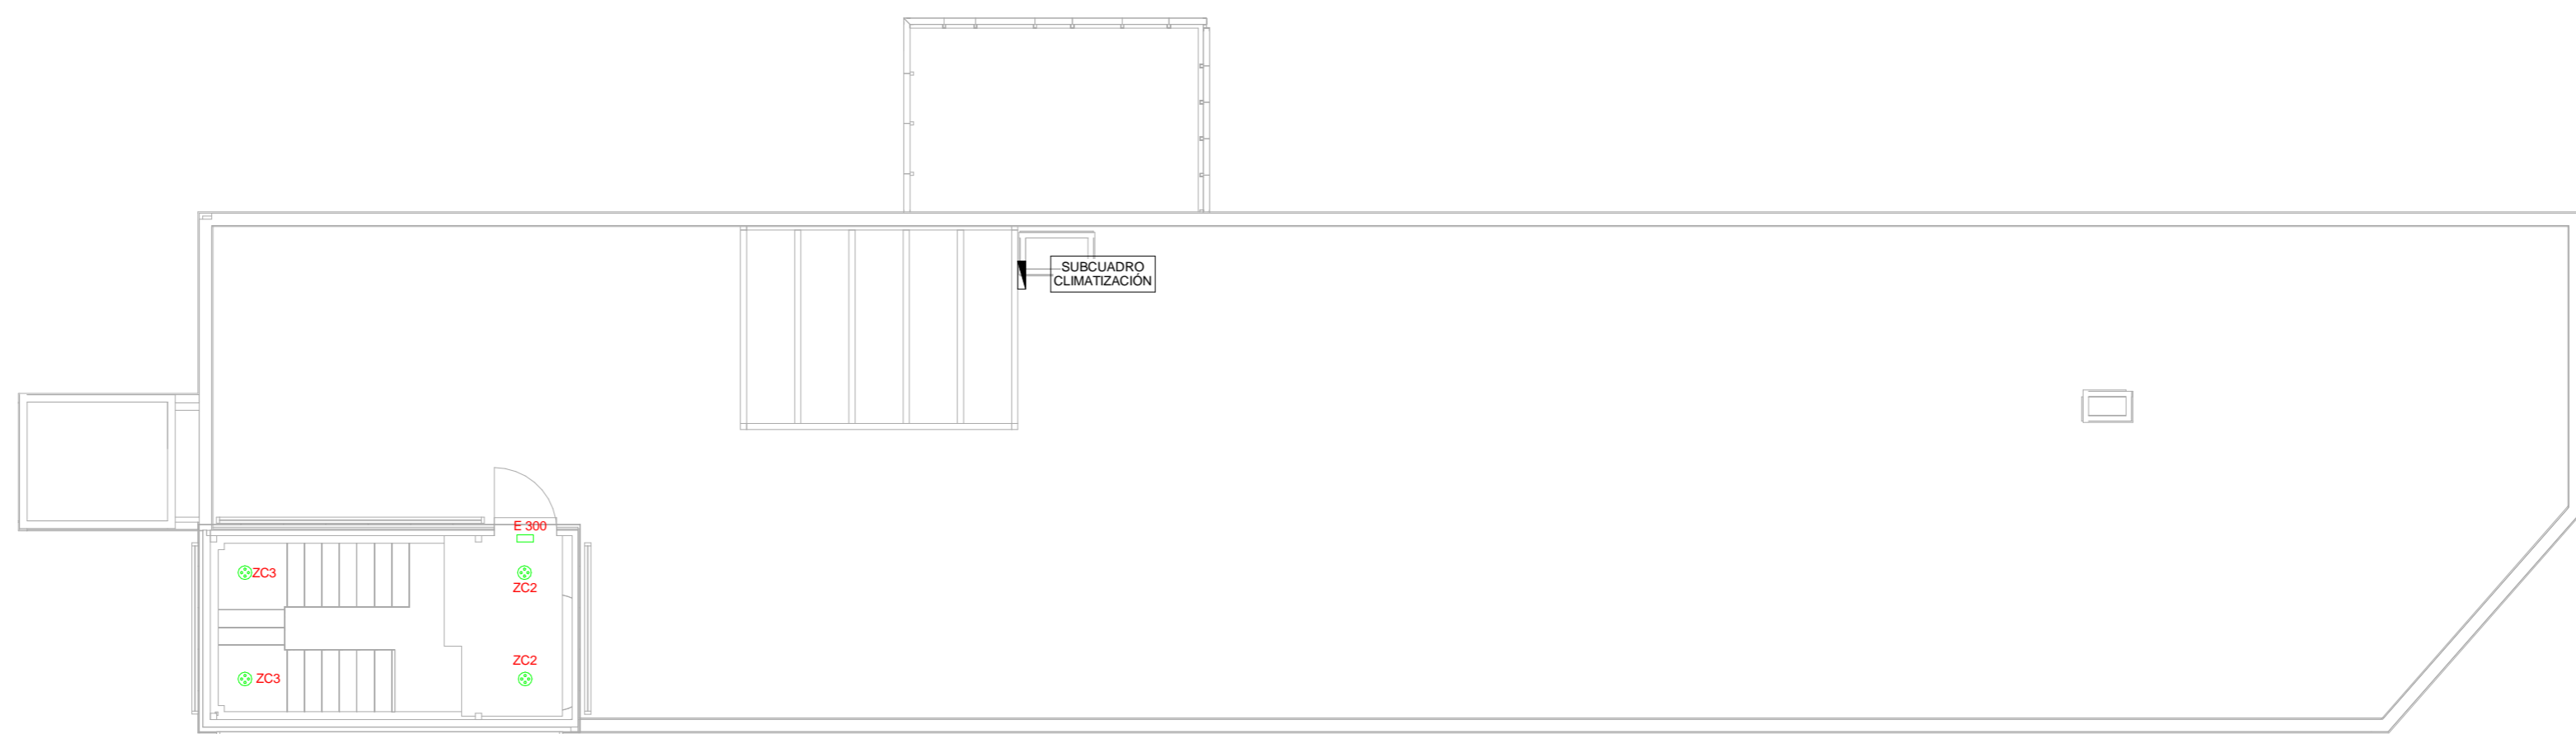 SUBCUADRO
CLIMATIZACIÓN
E 300
ZC3
ZC2
ZC2
ZC3